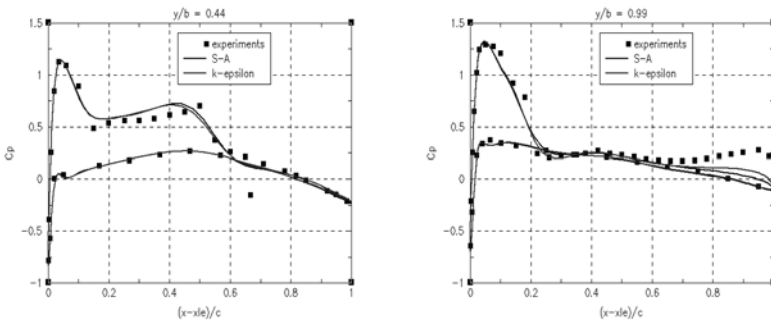 y/b = 0.44
1.5
1
0.5
0
−0.5
−1
Cp
experiments
S-A
k-epsilon
0
0.2
0.4
0.6
0.8
1
(x-xle)/c
y/b = 0.99
1.5
1
0.5
0
−0.5
−1
Cp
experiments
S-A
k-epsilon
0
0.2
0.4
0.6
0.8
1
(x-xle)/c